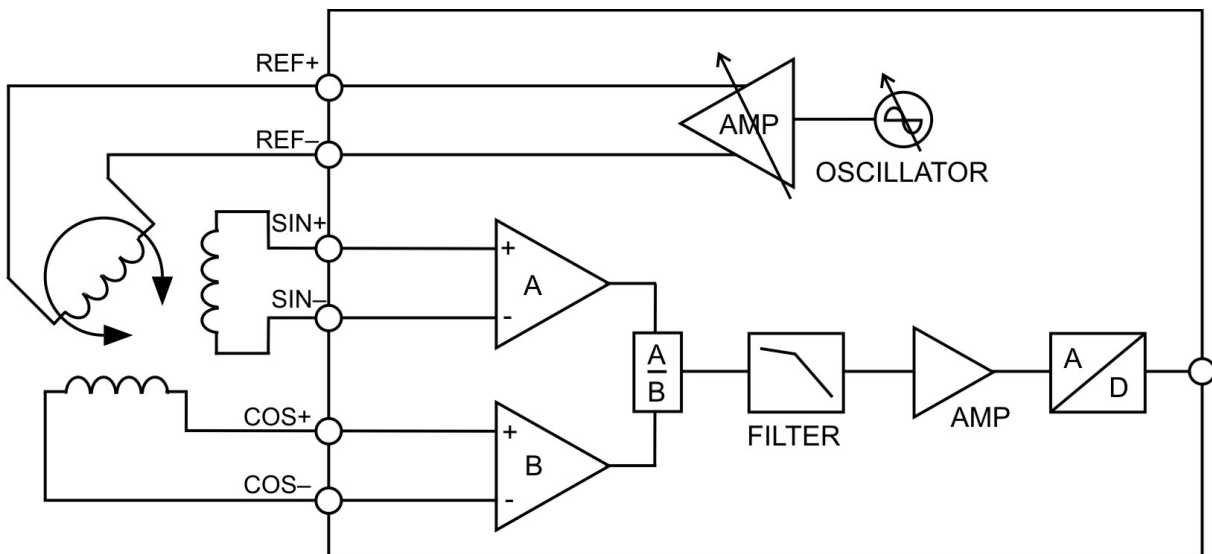 REF+
REF–
AMP
OSCILLATOR
SIN+
+
A
SIN–
-
A
B
A
D
FILTER
AMP
COS+
+
B
COS–
-